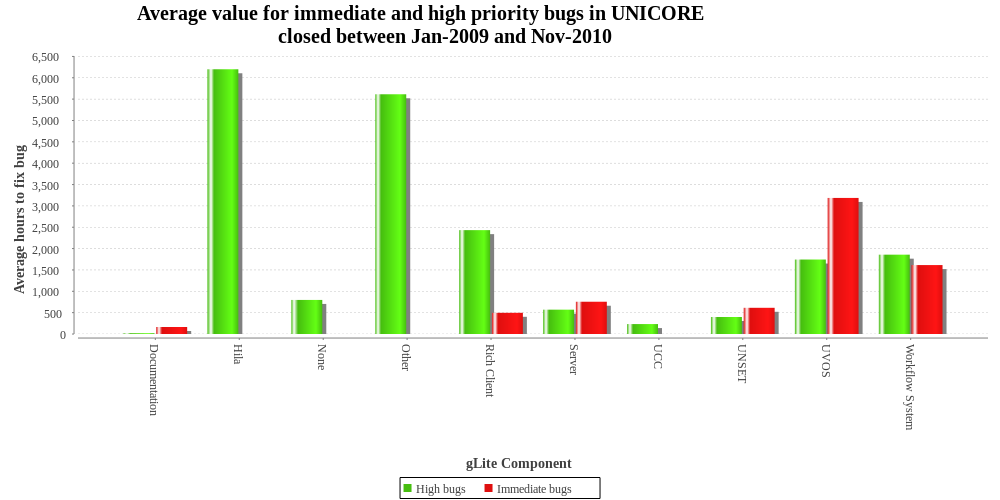 Average value for immediate and high priority bugs in UNICORE
closed between Jan-2009 and Nov-2010
Average hours to fix bug
6,500
6,000
5,500
5,000
4,500
4,000
3,500
3,000
2,500
2,000
1,500
1,000
500
0
Documentation
Hila
None
Other
Rich Client
Server
UCC
UNSET
UVOS
Workflow System
gLite Component
High bugs
Immediate bugs